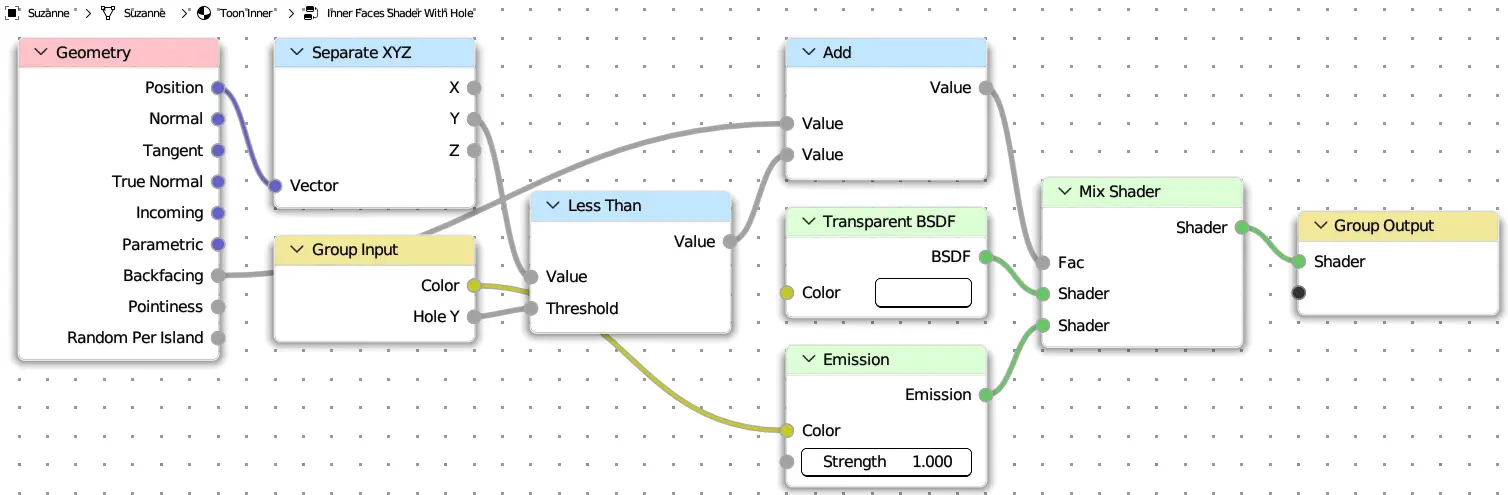 Suzanne > Suzanne > Toon Inner > Inner Faces Shader With Hole
Geometry
Position
Normal
Tangent
True Normal
Incoming
Parametric
Backfacing
Pointiness
Random Per Island
Separate XYZ
X
Y
Z
Vector
Group Input
Color
Hole Y
Less Than
Value
Value
Threshold
Add
Value
Value
Value
Transparent BSDF
BSDF
Color
Emission
Emission
Color
Strength 1.000
Mix Shader
Shader
Fac
Shader
Shader
Group Output
Shader